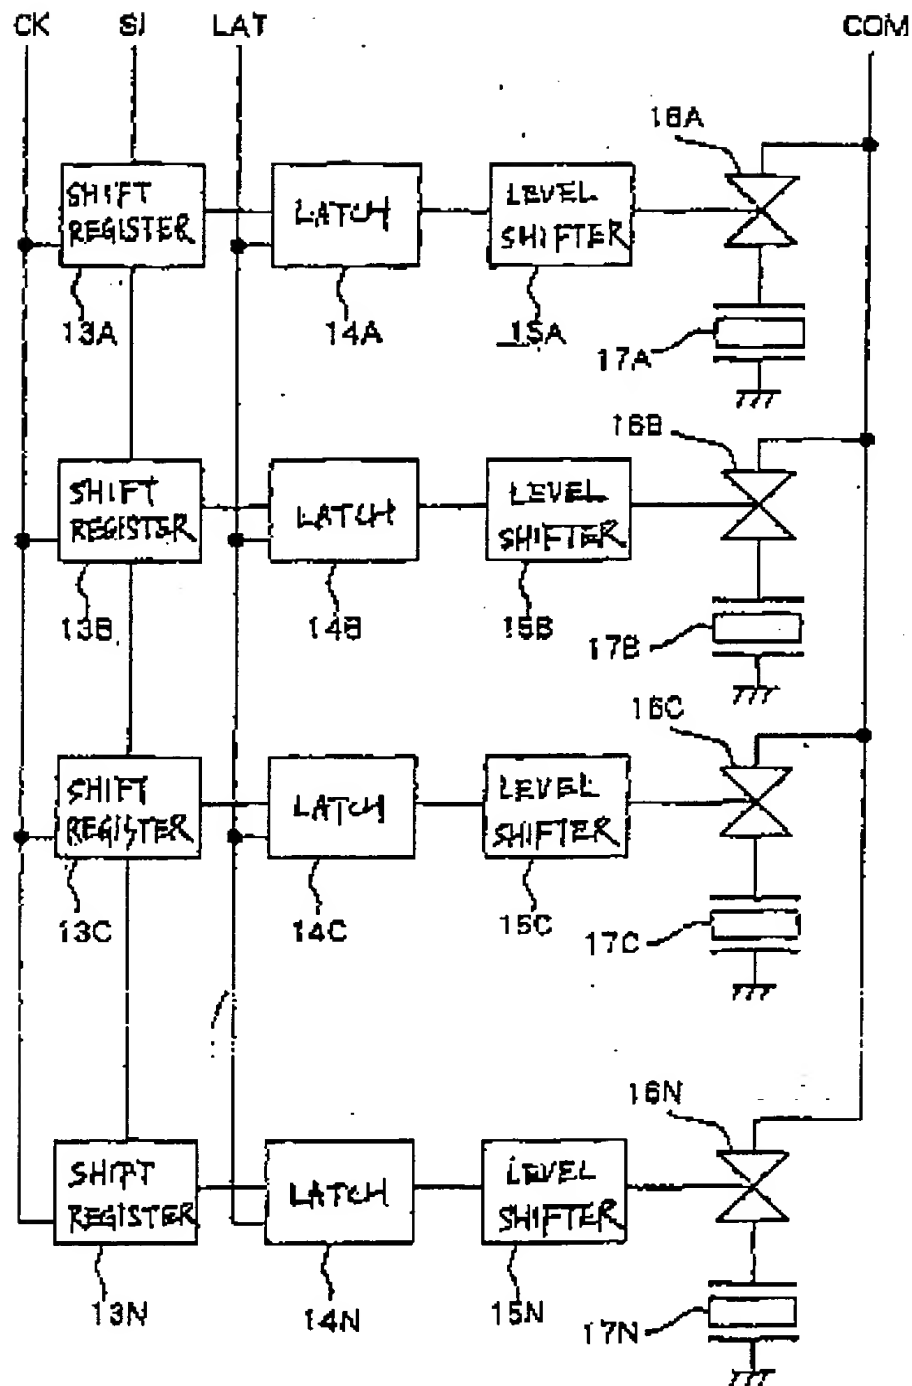 CK SI LAT COM
16A
SHIFT
REGISTER
LATCH
LEVEL
SHIFTER
13A
14A
15A
17A
16B
SHIFT
REGISTER
LATCH
LEVEL
SHIFTER
13B
14B
15B
17B
16C
SHIFT
REGISTER
LATCH
LEVEL
SHIFTER
13C
14C
15C
17C
16N
SHIFT
REGISTER
LATCH
LEVEL
SHIFTER
13N
14N
15N
17N